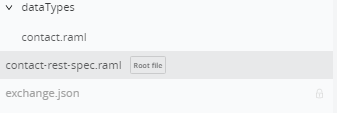 dataTypes
contact.raml
contact-rest-spec.raml Root file
exchange.json